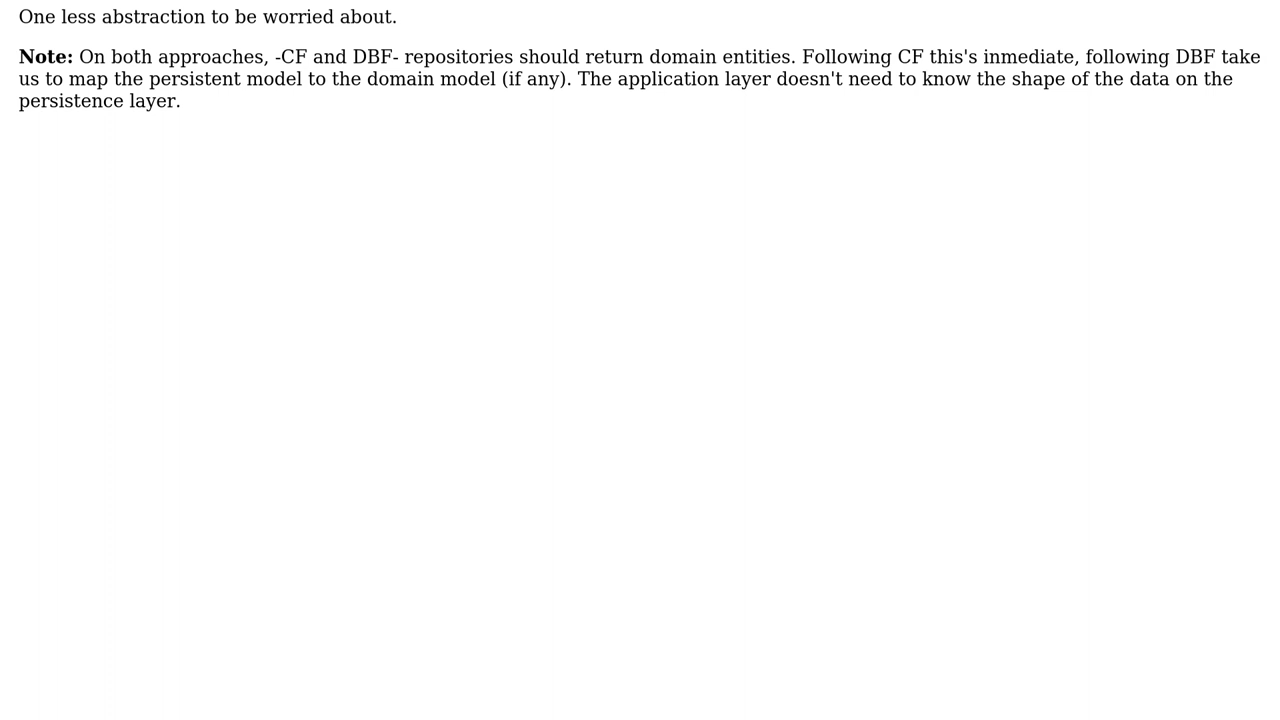 One less abstraction to be worried about.
Note: On both approaches, -CF and DBF- repositories should return domain entities. Following CF this's inmediate, following DBF take
us to map the persistent model to the domain model (if any). The application layer doesn't need to know the shape of the data on the
persistence layer.